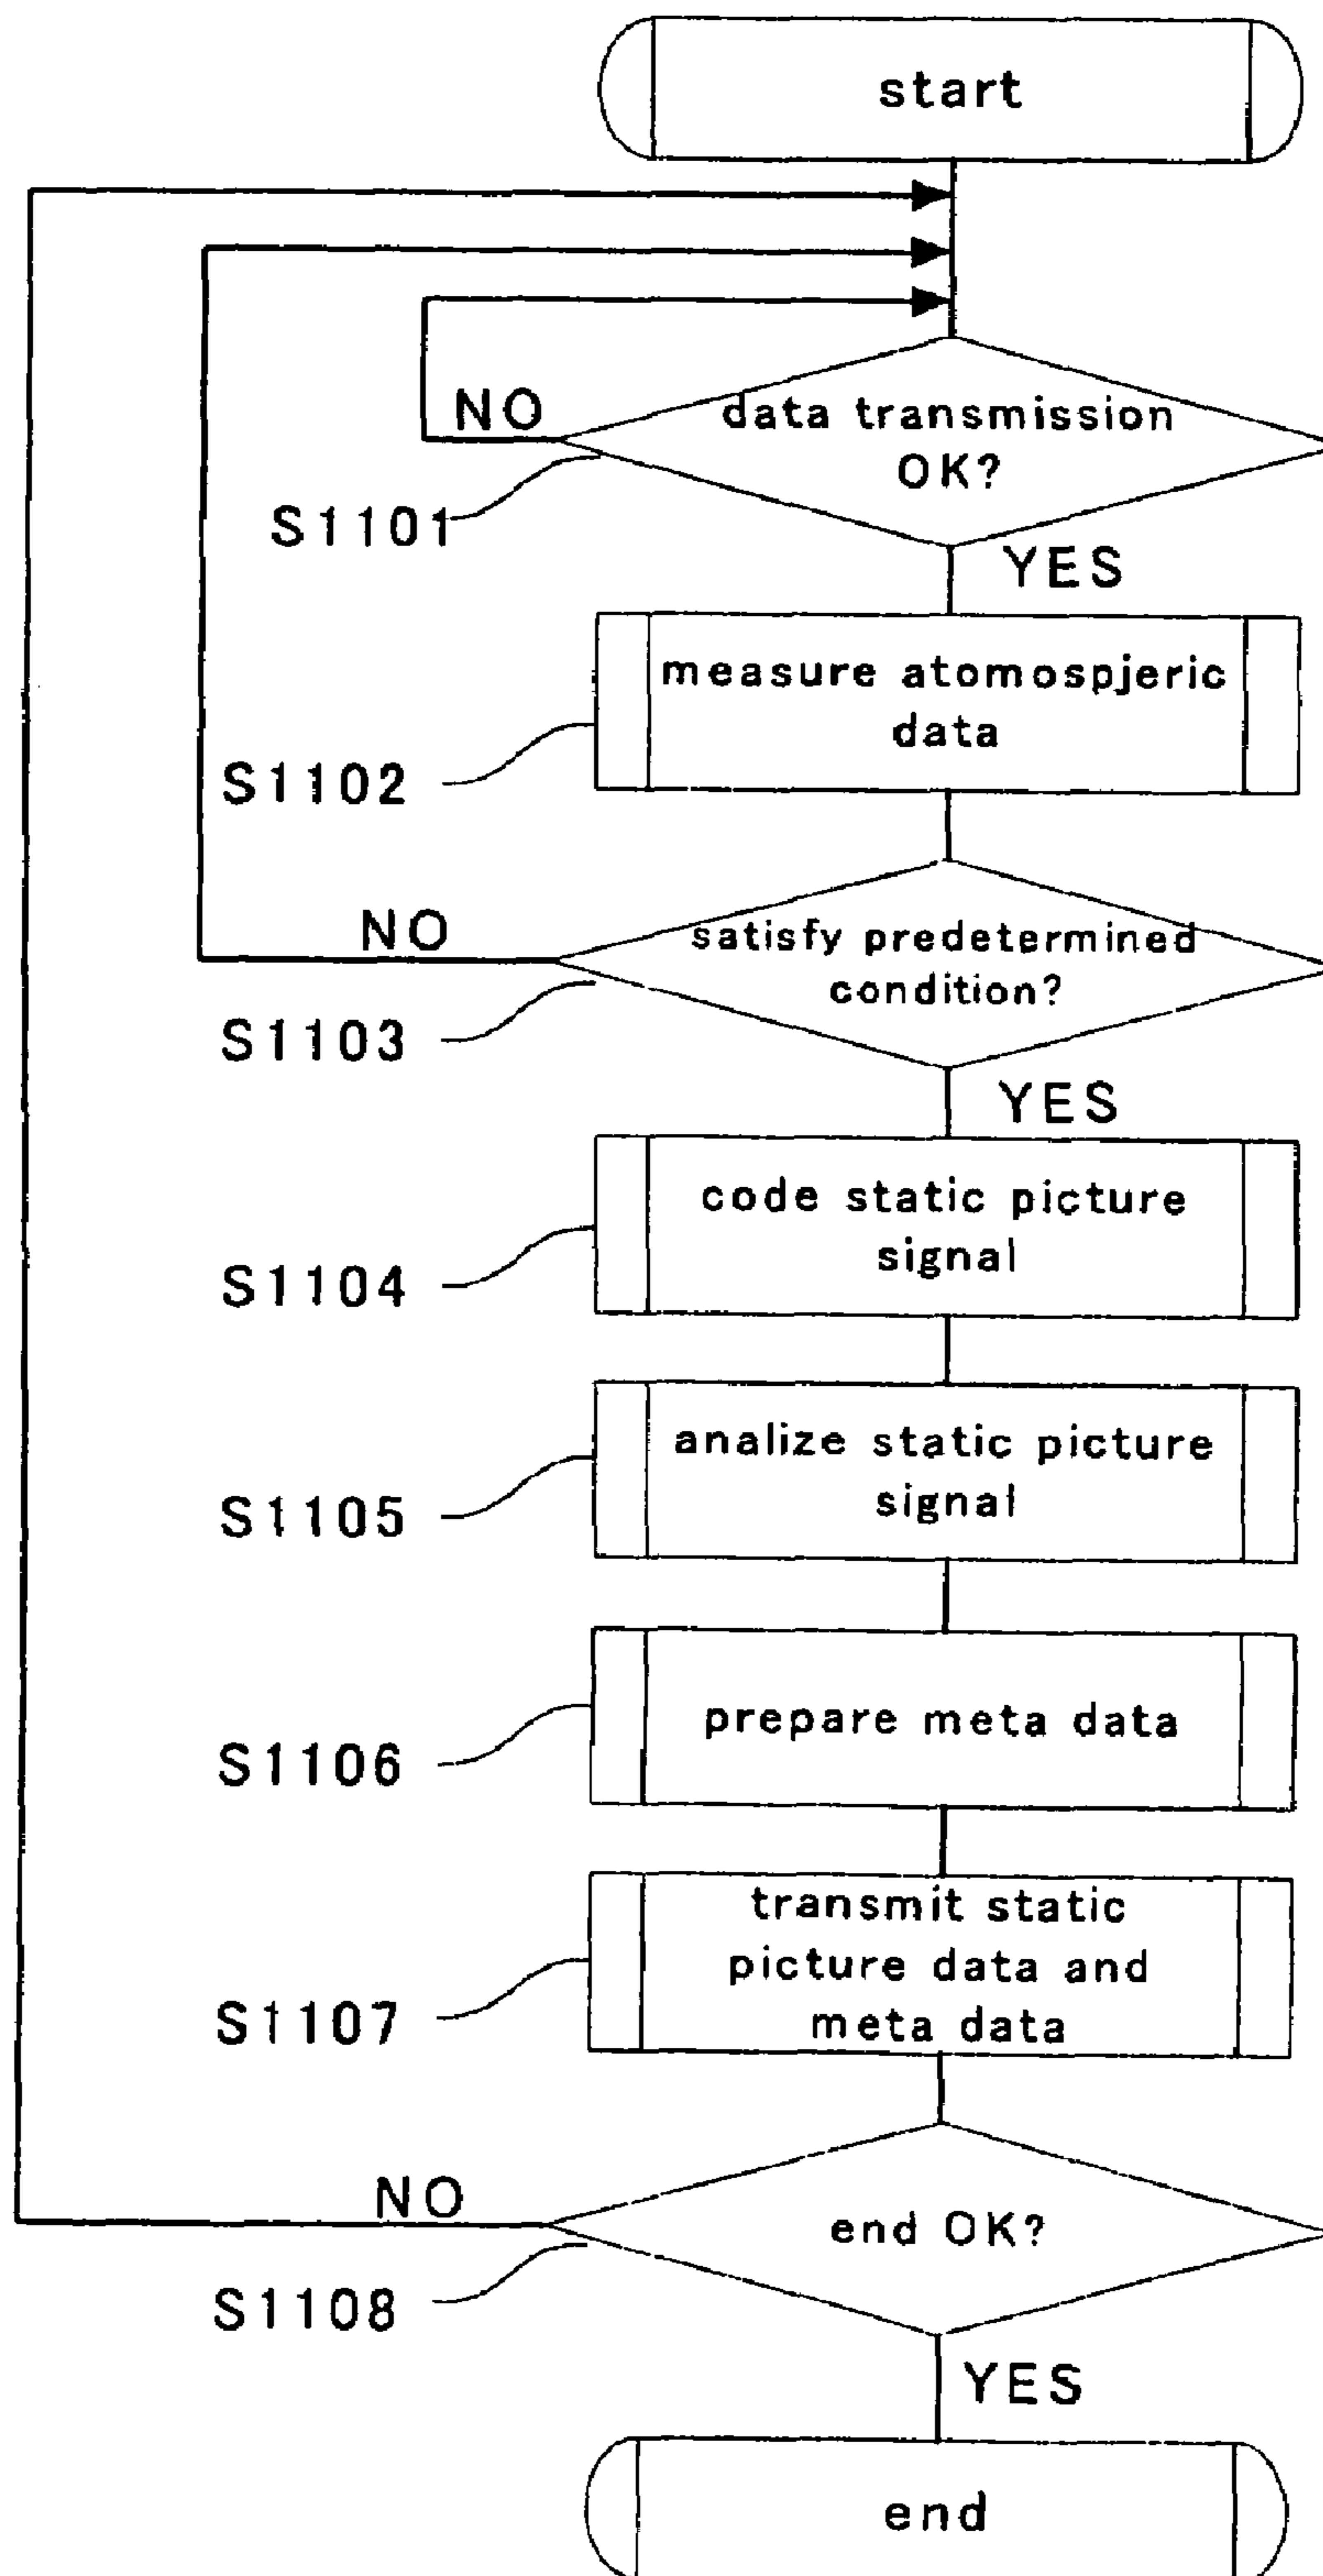 start
NO
data transmission
OK?
S1101
YES
measure atomospjeric
data
S1102
NO
satisfy predetermined
condition?
S1103
YES
code static picture
signal
S1104
analize static picture
signal
S1105
prepare meta data
S1106
transmit static
picture data and
meta data
S1107
NO
end OK?
S1108
YES
end